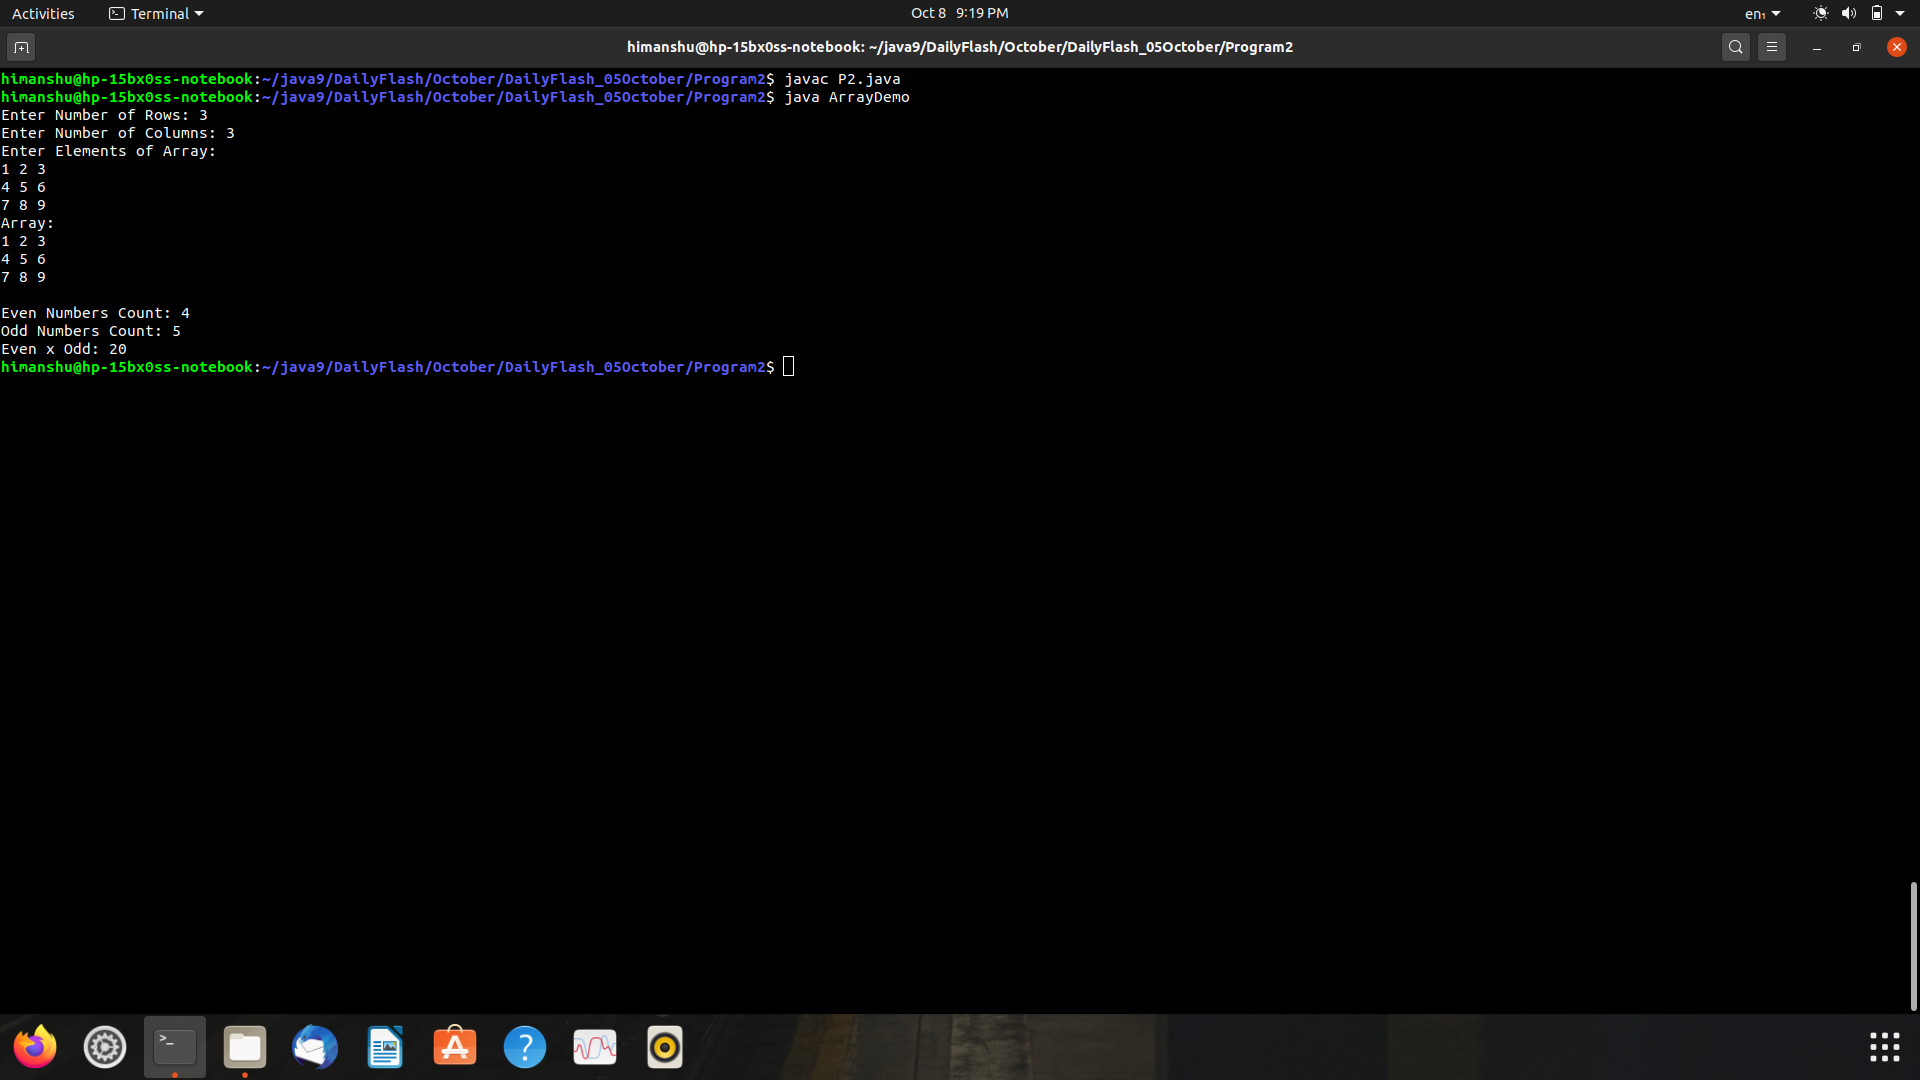 Activities Terminal Oct 8 9:19 PM en₁
himanshu@hp-15bx0ss-notebook: ~/java9/DailyFlash/October/DailyFlash_05October/Program2
himanshu@hp-15bx0ss-notebook:~/java9/DailyFlash/October/DailyFlash_05October/Program2$ javac P2.java
himanshu@hp-15bx0ss-notebook:~/java9/DailyFlash/October/DailyFlash_05October/Program2$ java ArrayDemo
Enter Number of Rows: 3
Enter Number of Columns: 3
Enter Elements of Array:
1 2 3
4 5 6
7 8 9
Array:
1 2 3
4 5 6
7 8 9
Even Numbers Count: 4
Odd Numbers Count: 5
Even x Odd: 20
himanshu@hp-15bx0ss-notebook:~/java9/DailyFlash/October/DailyFlash_05October/Program2$